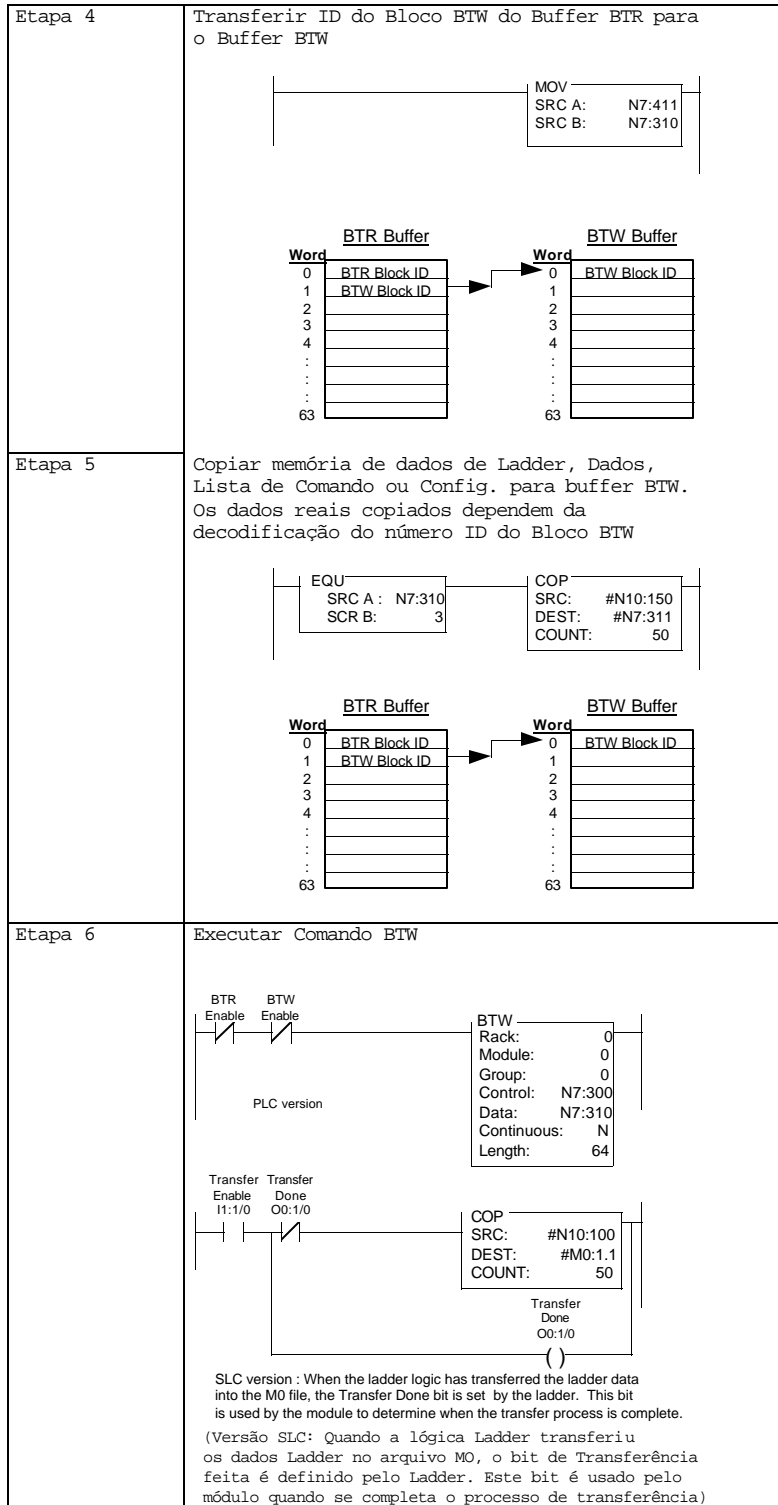 Etapa 4
Transferir ID do Bloco BTW do Buffer BTR para
o Buffer BTW
MOV
SRC A: N7:411
SRC B: N7:310
BTR Buffer
BTW Buffer
Word
Word
0 BTR Block ID
0 BTW Block ID
1 BTW Block ID
1
2
2
3
3
4
4
:
:
:
:
:
:
63
63
Etapa 5
Copiar memória de dados de Ladder, Dados,
Lista de Comando ou Config. para buffer BTW.
Os dados reais copiados dependem da
decodificação do número ID do Bloco BTW
EQU
SRC A : N7:310
SCR B: 3
COP
SRC: #N10:150
DEST: #N7:311
COUNT: 50
BTR Buffer
BTW Buffer
Word
Word
0 BTR Block ID
0 BTW Block ID
1 BTW Block ID
1
2
2
3
3
4
4
:
:
:
:
:
:
63
63
Etapa 6
Executar Comando BTW
BTR
Enable
BTW
Enable
BTW
Rack: 0
Module: 0
Group: 0
Control: N7:300
Data: N7:310
Continuous: N
Length: 64
PLC version
Transfer
Enable
I1:1/0
Transfer
Done
O0:1/0
COP
SRC: #N10:100
DEST: #M0:1.1
COUNT: 50
Transfer
Done
O0:1/0
( )
SLC version : When the ladder logic has transferred the ladder data
into the M0 file, the Transfer Done bit is set by the ladder. This bit
is used by the module to determine when the transfer process is complete.
(Versão SLC: Quando a lógica Ladder transferiu
os dados Ladder no arquivo MO, o bit de Transferência
feita é definido pelo Ladder. Este bit é usado pelo
módulo quando se completa o processo de transferência)